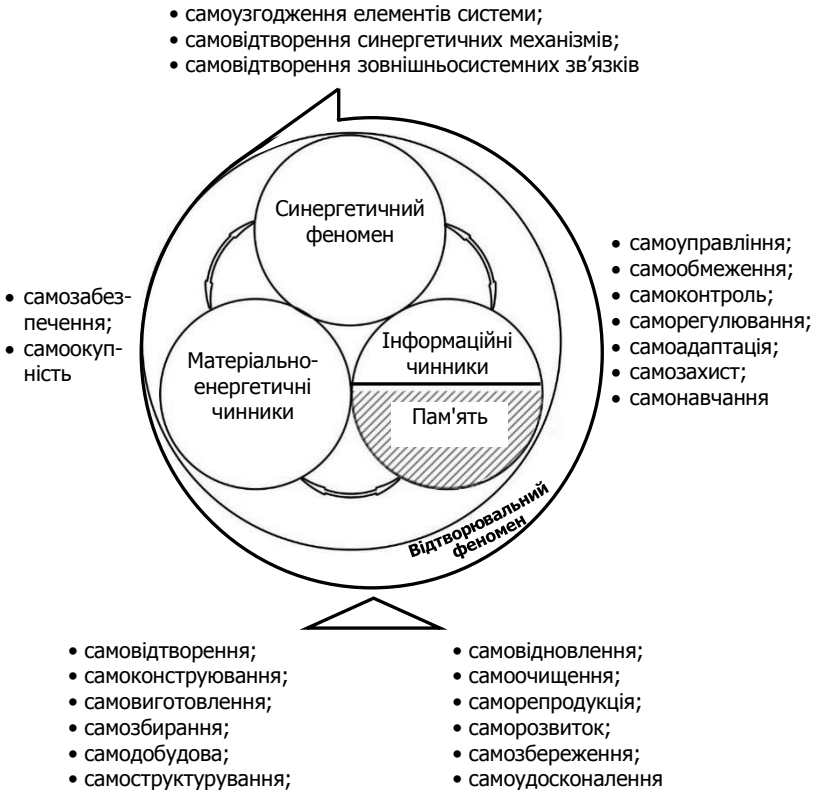 • самоузгодження елементів системи;
• самовідтворення синергетичних механізмів;
• самовідтворення зовнішньосистемних зв’язків
Синергетичний
феномен
• самозабез-
печення;
• самоокуп-
ність
Матеріально-
енергетичні
чинники
Інформаційні
чинники
Пам'ять
• самоуправління;
• самообмеження;
• самоконтроль;
• саморегулювання;
• самоадаптація;
• самозахист;
• самонавчання
Відтворювальний
феномен
• самовідтворення;
• самоконструювання;
• самовиготовлення;
• самозбирання;
• самодобудова;
• самоструктурування;
• самовідновлення;
• самоочищення;
• саморепродукція;
• саморозвиток;
• самозбереження;
• самоудосконалення